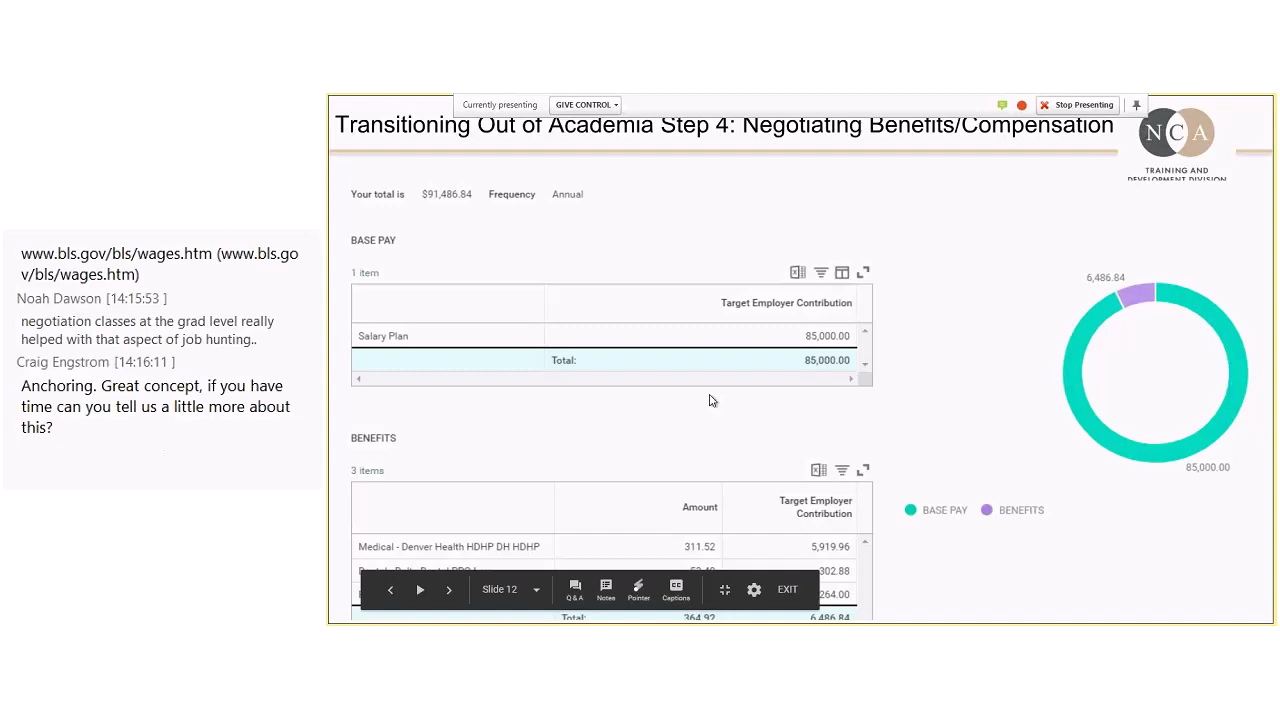 www.bls.gov/bls/wages.htm (www.bls.go
v/bls/wages.htm)
Noah Dawson [14:15:53 ]
negotiation classes at the grad level really
helped with that aspect of job hunting..
Craig Engstrom [14:16:11 ]
Anchoring. Great concept, if you have
time can you tell us a little more about
this?
Currently presenting GIVE CONTROL Stop Presenting
Transitioning Out of Academia Step 4: Negotiating Benefits/Compensation
NCA
TRAINING AND
DEVELOPMENT DIVISION
Your total is $91,486.84 Frequency Annual
BASE PAY
1 item
Target Employer Contribution
Salary Plan 85,000.00
Total: 85,000.00
BENEFITS
3 items
Amount Target Employer
Contribution
Medical - Denver Health HDHP DH HDHP 311.52 5,919.96
302.88
264.00
Total: 364.92 6,486.84
6,486.84
85,000.00
BASE PAY BENEFITS
Slide 12 Q & A Notes Pointer Captions EXIT